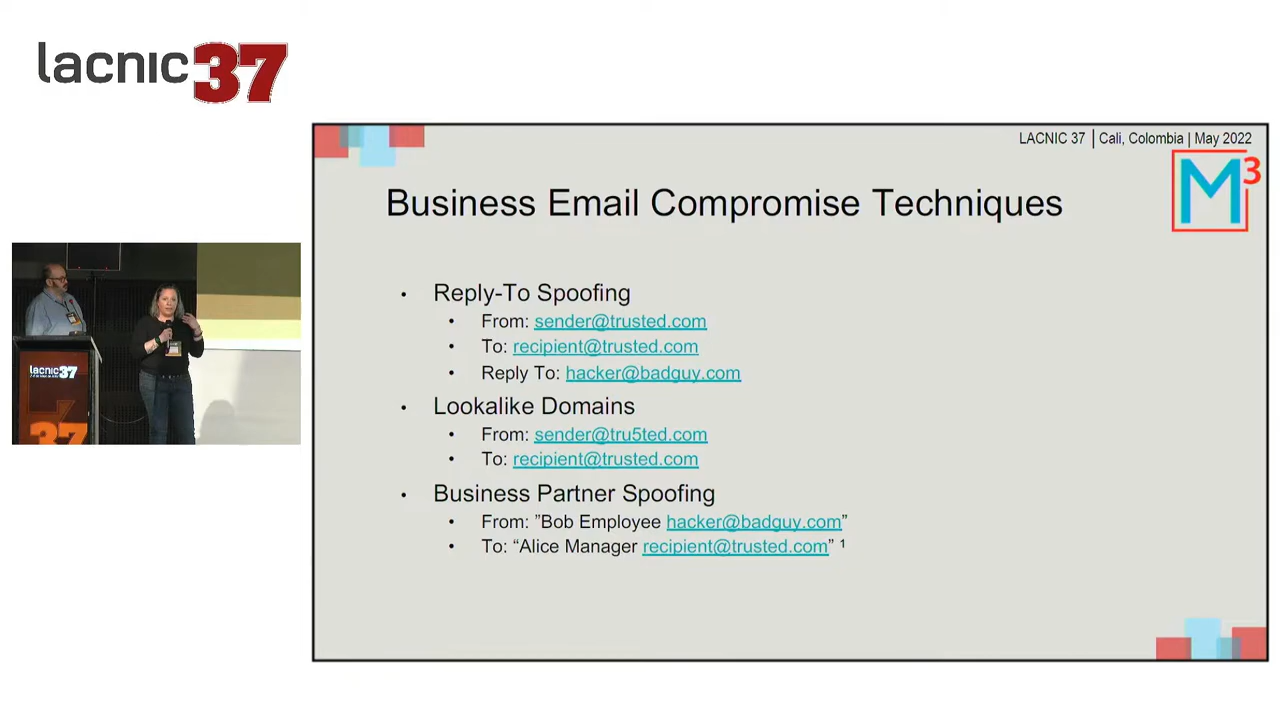 lacnic37
LACNIC 37 | Cali, Colombia | May 2022
M3
Business Email Compromise Techniques
• Reply-To Spoofing
• From: sender@trusted.com
• To: recipient@trusted.com
• Reply To: hacker@badguy.com
• Lookalike Domains
• From: sender@tru5ted.com
• To: recipient@trusted.com
• Business Partner Spoofing
• From: ”Bob Employee hacker@badguy.com”
• To: “Alice Manager recipient@trusted.com” ¹
lacnic37
37